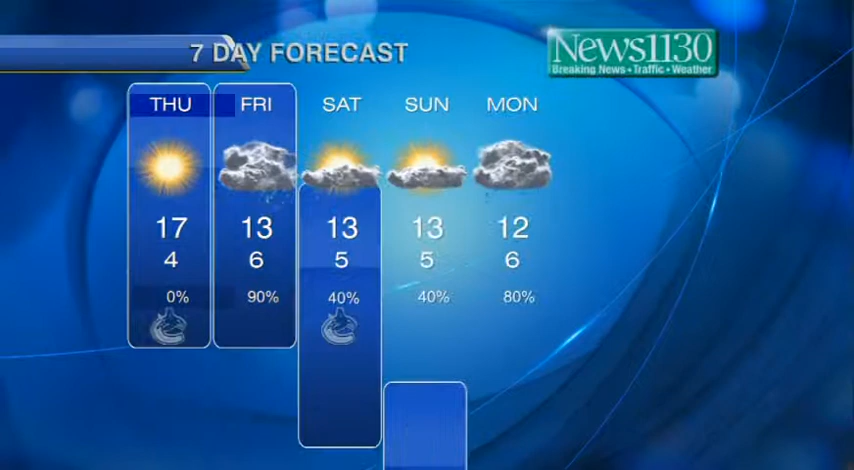 7 DAY FORECAST
News1130
Breaking News • Traffic • Weather
THU FRI SAT SUN MON
17 13 13 13 12
4 6 5 5 6
0% 90% 40% 40% 80%